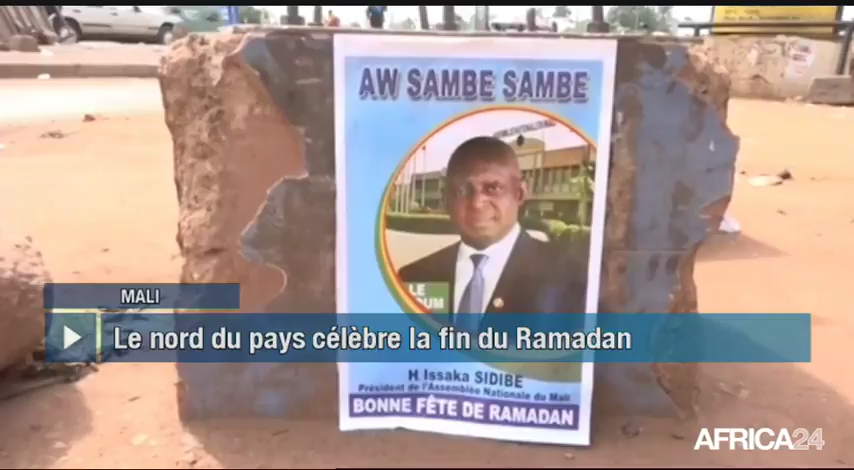 AW SAMBE SAMBE
LE
H Issaka SIDIBE
Président de l'Assemblée Nationale du Mali
BONNE FÊTE DE RAMADAN
MALI
Le nord du pays célèbre la fin du Ramadan
AFRICA24